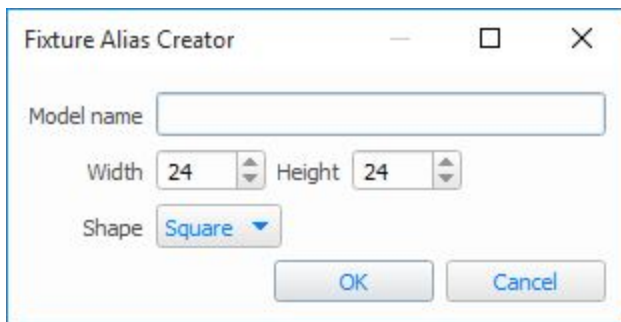 Fixture Alias Creator
Model name
Width 24 Height 24
Shape Square
OK Cancel